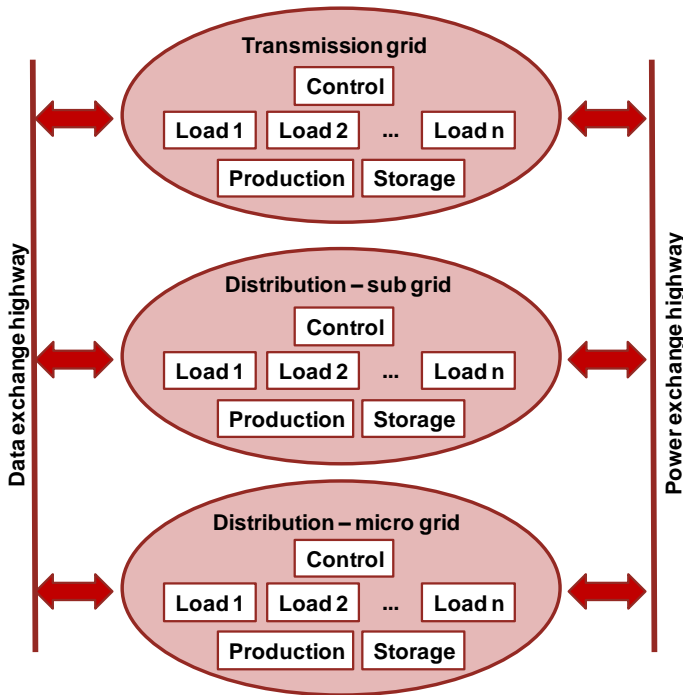 Transmission grid
Control
Load 1 Load 2 ... Load n
Production Storage
Data exchange highway
Distribution – sub grid
Control
Load 1 Load 2 ... Load n
Production Storage
Power exchange highway
Distribution – micro grid
Control
Load 1 Load 2 ... Load n
Production Storage